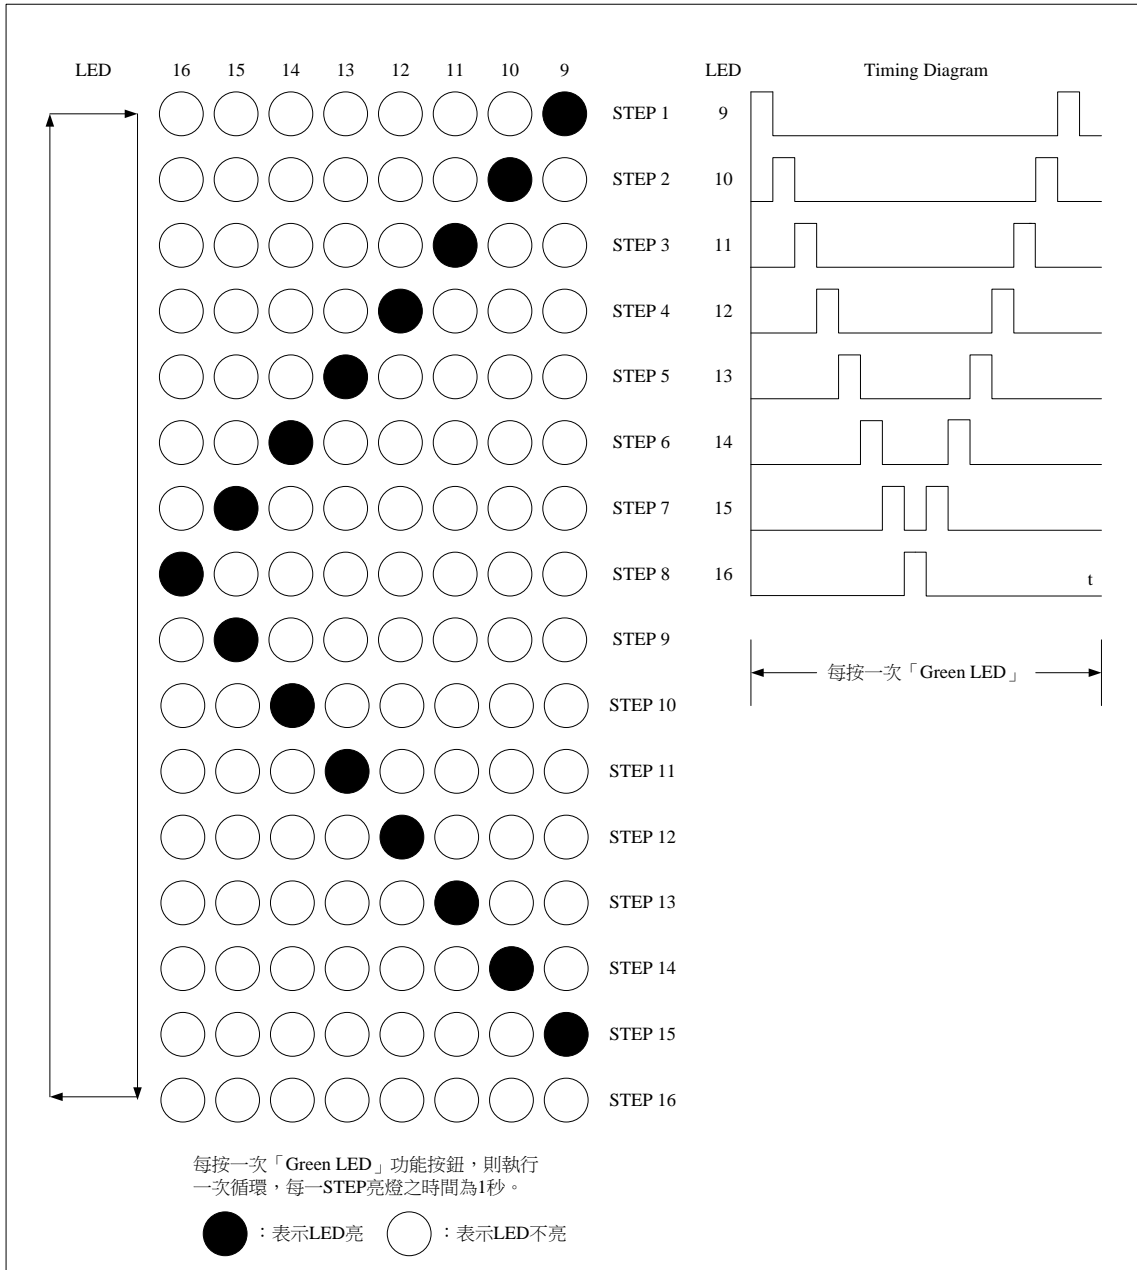 LED 16 15 14 13 12 11 10 9
STEP 1
STEP 2
STEP 3
STEP 4
STEP 5
STEP 6
STEP 7
STEP 8
STEP 9
STEP 10
STEP 11
STEP 12
STEP 13
STEP 14
STEP 15
STEP 16
LED Timing Diagram
9
10
11
12
13
14
15
16 t
每按一次「Green LED」
每按一次「Green LED」功能按鈕，則執行
一次循環，每一STEP亮燈之時間為1秒。
：表示LED亮 ：表示LED不亮